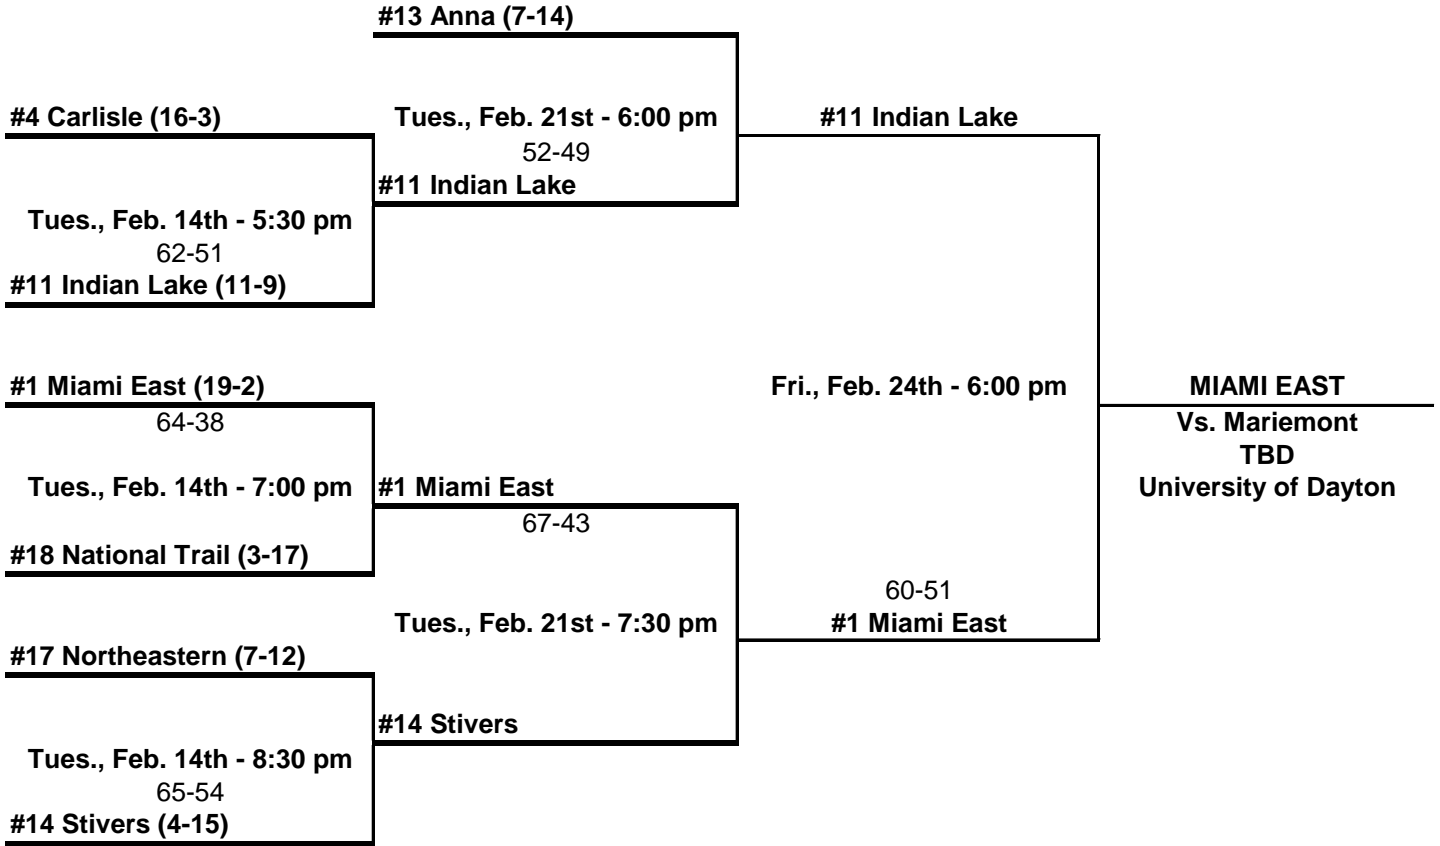 #13 Anna (7-14)
#4 Carlisle (16-3)
Tues., Feb. 21st - 6:00 pm
#11 Indian Lake
52-49
#11 Indian Lake
Tues., Feb. 14th - 5:30 pm
62-51
#11 Indian Lake (11-9)
#1 Miami East (19-2)
Fri., Feb. 24th - 6:00 pm
MIAMI EAST
64-38
Vs. Mariemont
TBD
Tues., Feb. 14th - 7:00 pm
#1 Miami East
University of Dayton
67-43
#18 National Trail (3-17)
60-51
Tues., Feb. 21st - 7:30 pm
#1 Miami East
#17 Northeastern (7-12)
#14 Stivers
Tues., Feb. 14th - 8:30 pm
65-54
#14 Stivers (4-15)